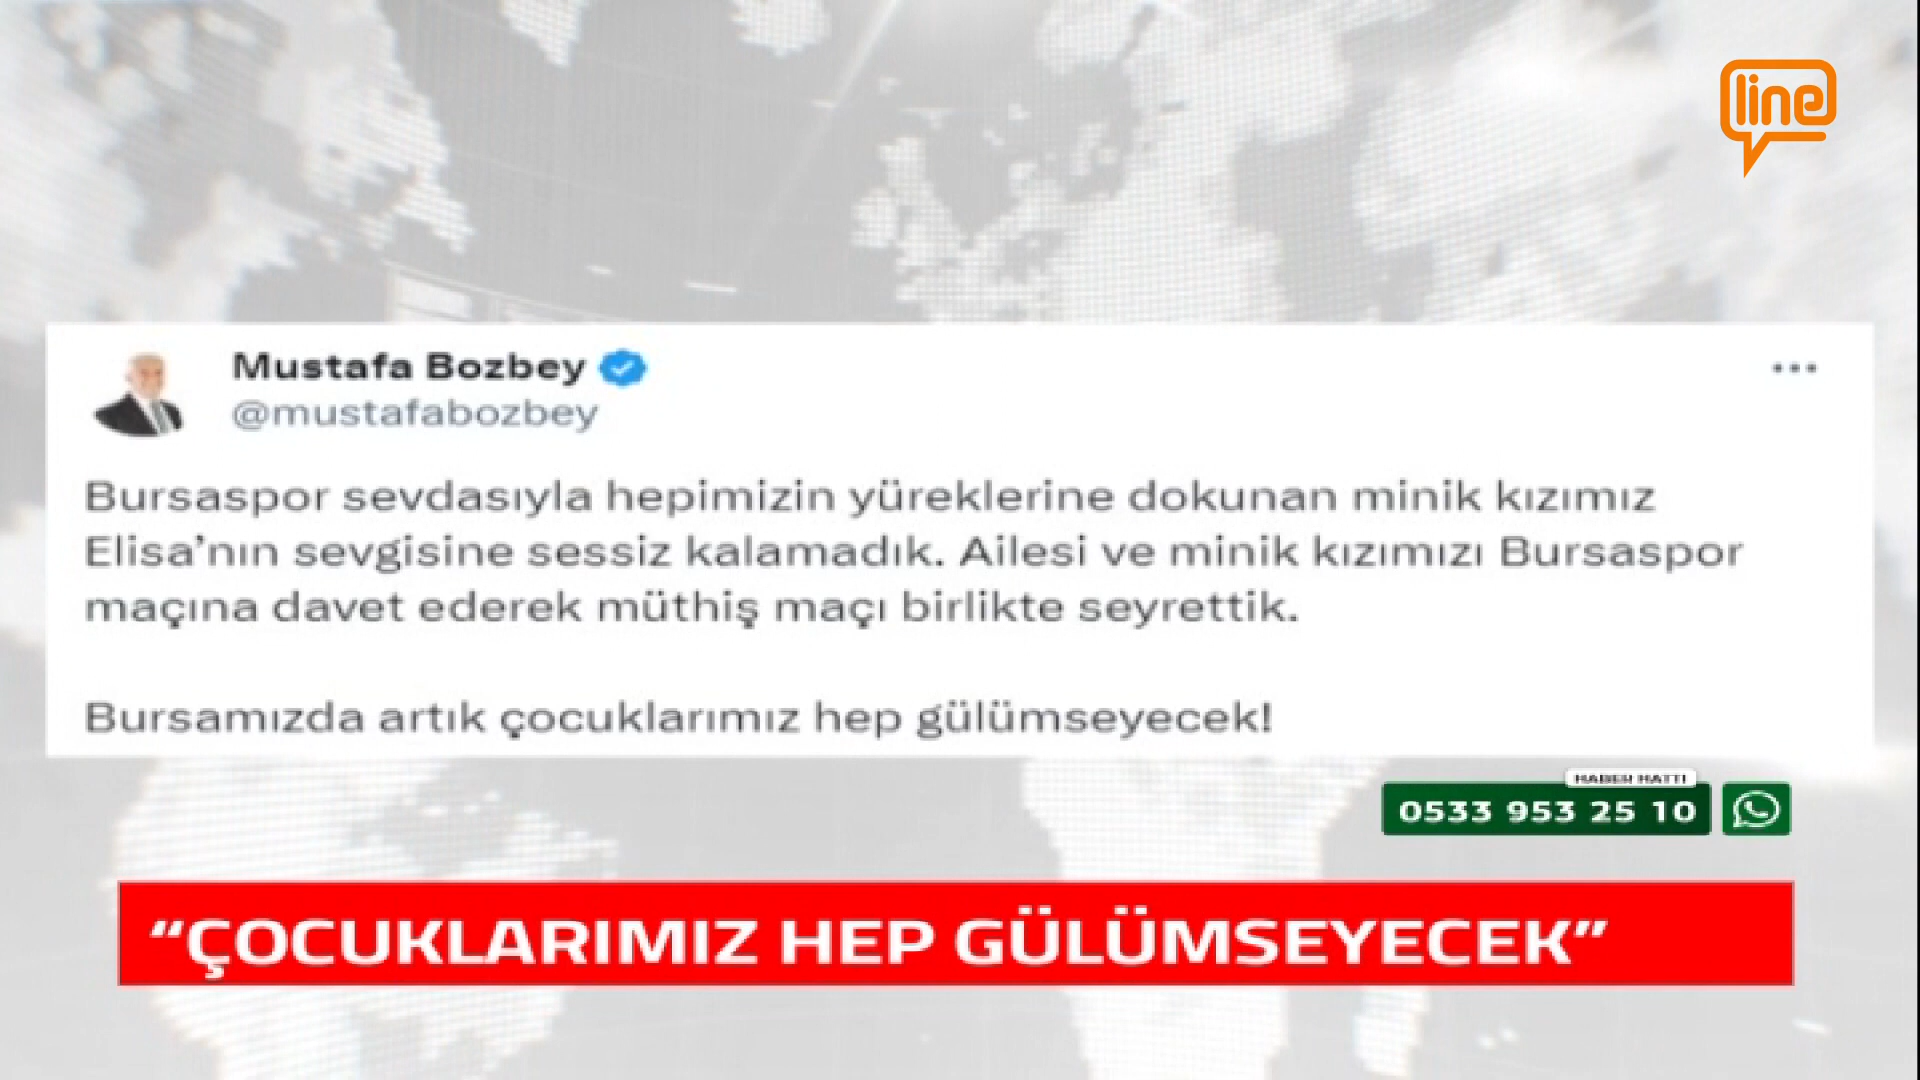 line
Mustafa Bozbey
@mustafabozbey
Bursaspor sevdasıyla hepimizin yüreklerine dokunan minik kızımız
Elisa’nın sevgisine sessiz kalamadık. Ailesi ve minik kızımızı Bursaspor
maçına davet ederek müthiş maçı birlikte seyrettik.
Bursamızda artık çocuklarımız hep gülümseyecek!
HABER HATTI
0533 953 25 10
“ÇOCUKLARIMIZ HEP GÜLÜMSEYECEK”